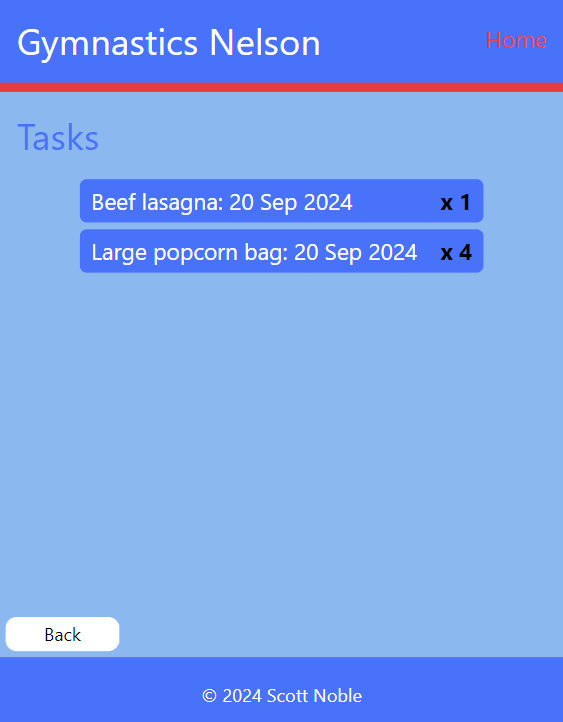 Gymnastics Nelson
Home
Tasks
Beef lasagna: 20 Sep 2024 x 1
Large popcorn bag: 20 Sep 2024 x 4
Back
© 2024 Scott Noble